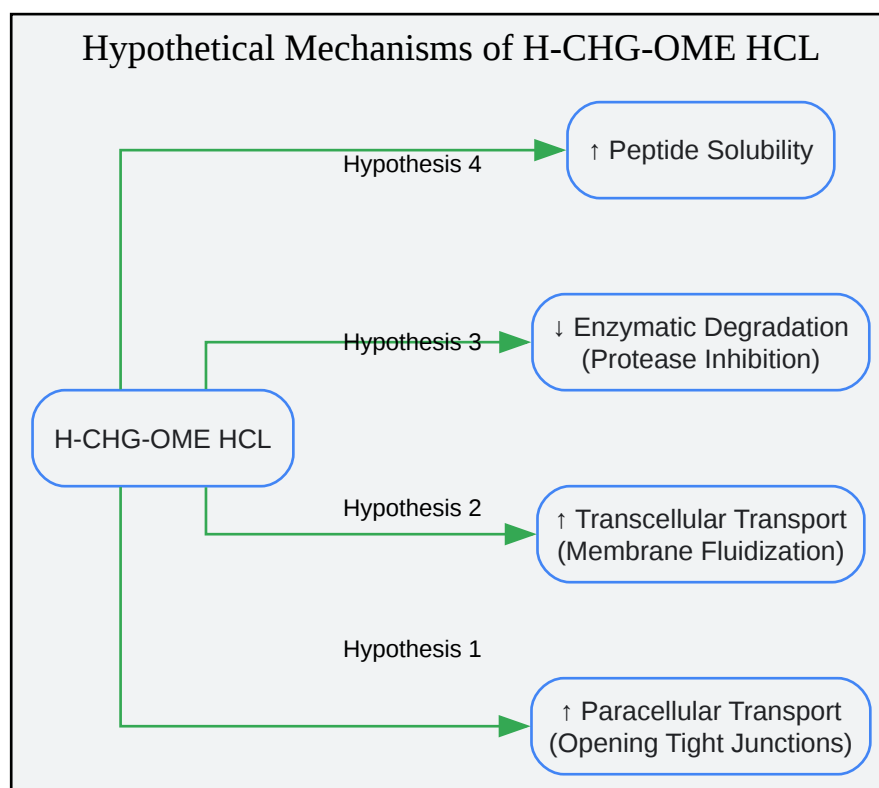 Hypothetical Mechanisms of H-CHG-OME HCL
Hypothesis 4
↑ Peptide Solubility
Hypothesis 3
↓ Enzymatic Degradation
(Protease Inhibition)
H-CHG-OME HCL
Hypothesis 2
↑ Transcellular Transport
(Membrane Fluidization)
Hypothesis 1
↑ Paracellular Transport
(Opening Tight Junctions)